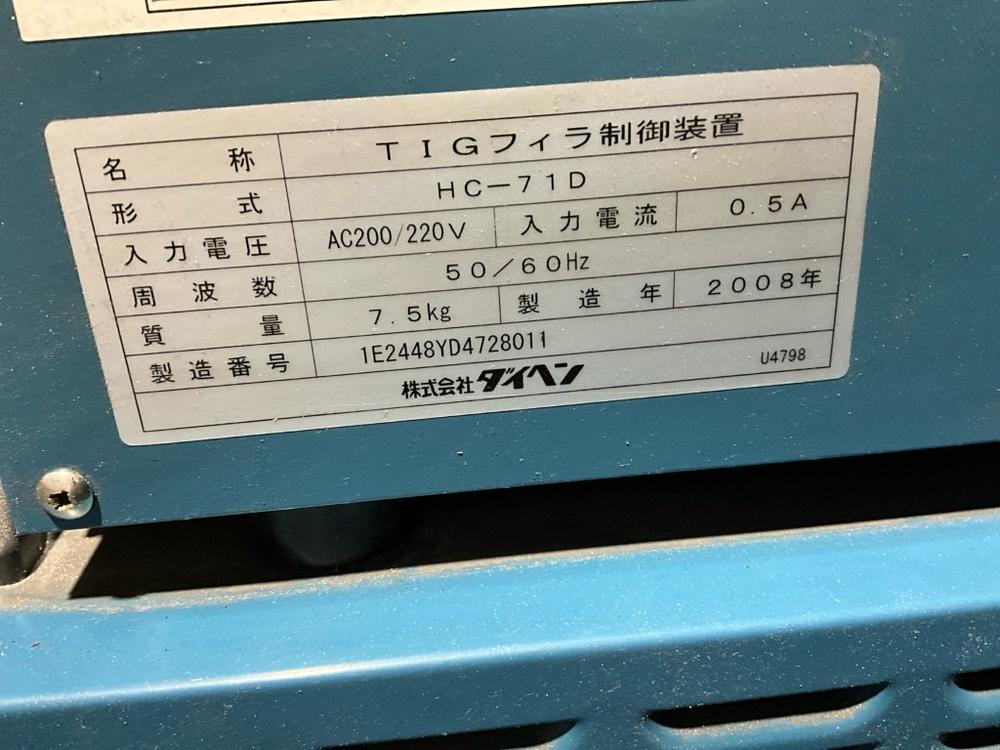 名称 TIGフィラ制御装置
形式 HC-71D
入力電圧 AC200/220V 入力電流 0.5A
周波数 50/60Hz
質量 7.5kg 製造年 2008年
製造番号 1E2448YD4728011
株式会社ダイヘン U4798